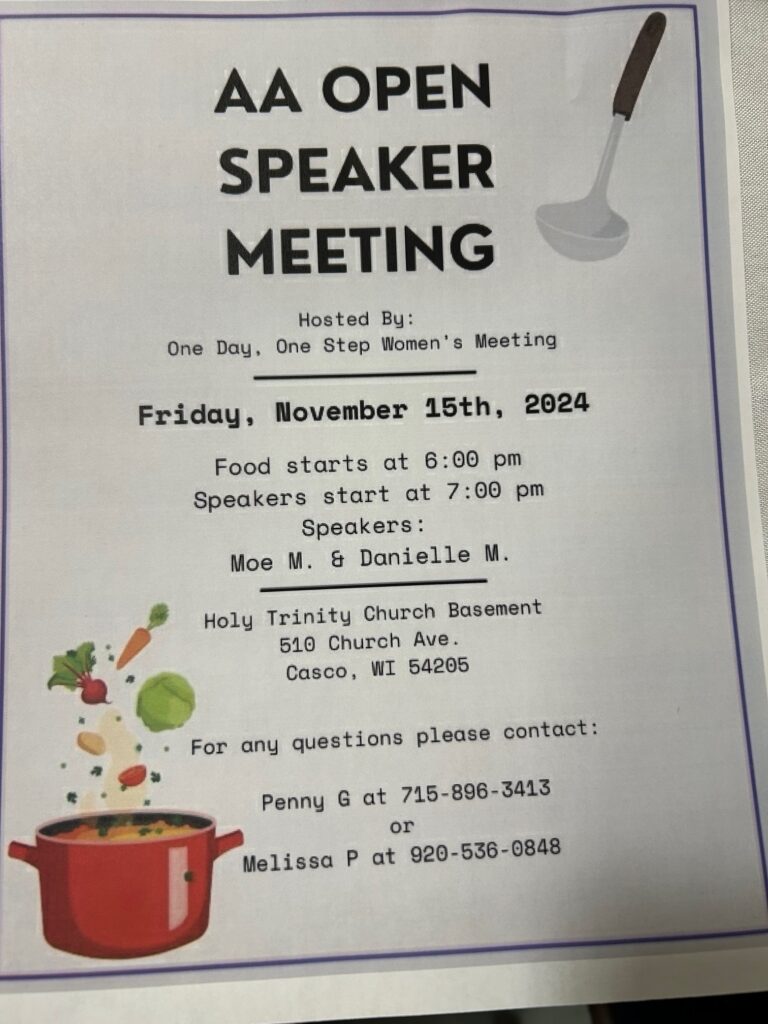 AA OPEN
SPEAKER
MEETING
Hosted By:
One Day, One Step Women's Meeting
Friday, November 15th, 2024
Food starts at 6:00 pm
Speakers start at 7:00 pm
Speakers:
Moe M. & Danielle M.
Holy Trinity Church Basement
510 Church Ave.
Casco, WI 54205
For any questions please contact:
Penny G at 715-896-3413
or
Melissa P at 920-536-0848